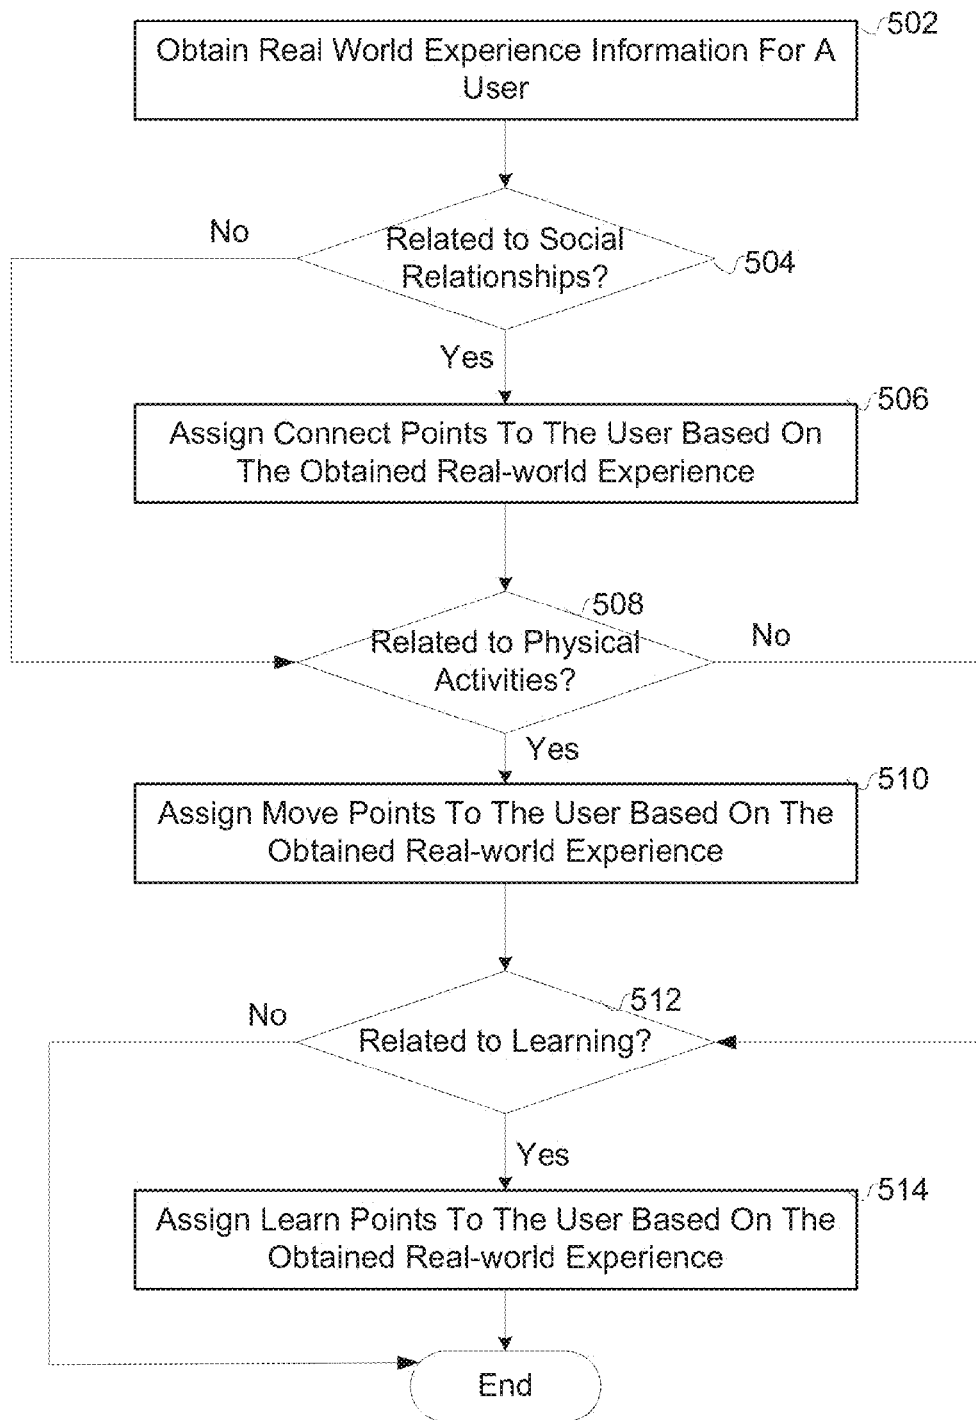 502
Obtain Real World Experience Information For A
User
No
Related to Social
Relationships?
504
Yes
506
Assign Connect Points To The User Based On
The Obtained Real-world Experience
508
Related to Physical
Activities?
No
Yes
510
Assign Move Points To The User Based On The
Obtained Real-world Experience
512
No
Related to Learning?
Yes
514
Assign Learn Points To The User Based On The
Obtained Real-world Experience
End